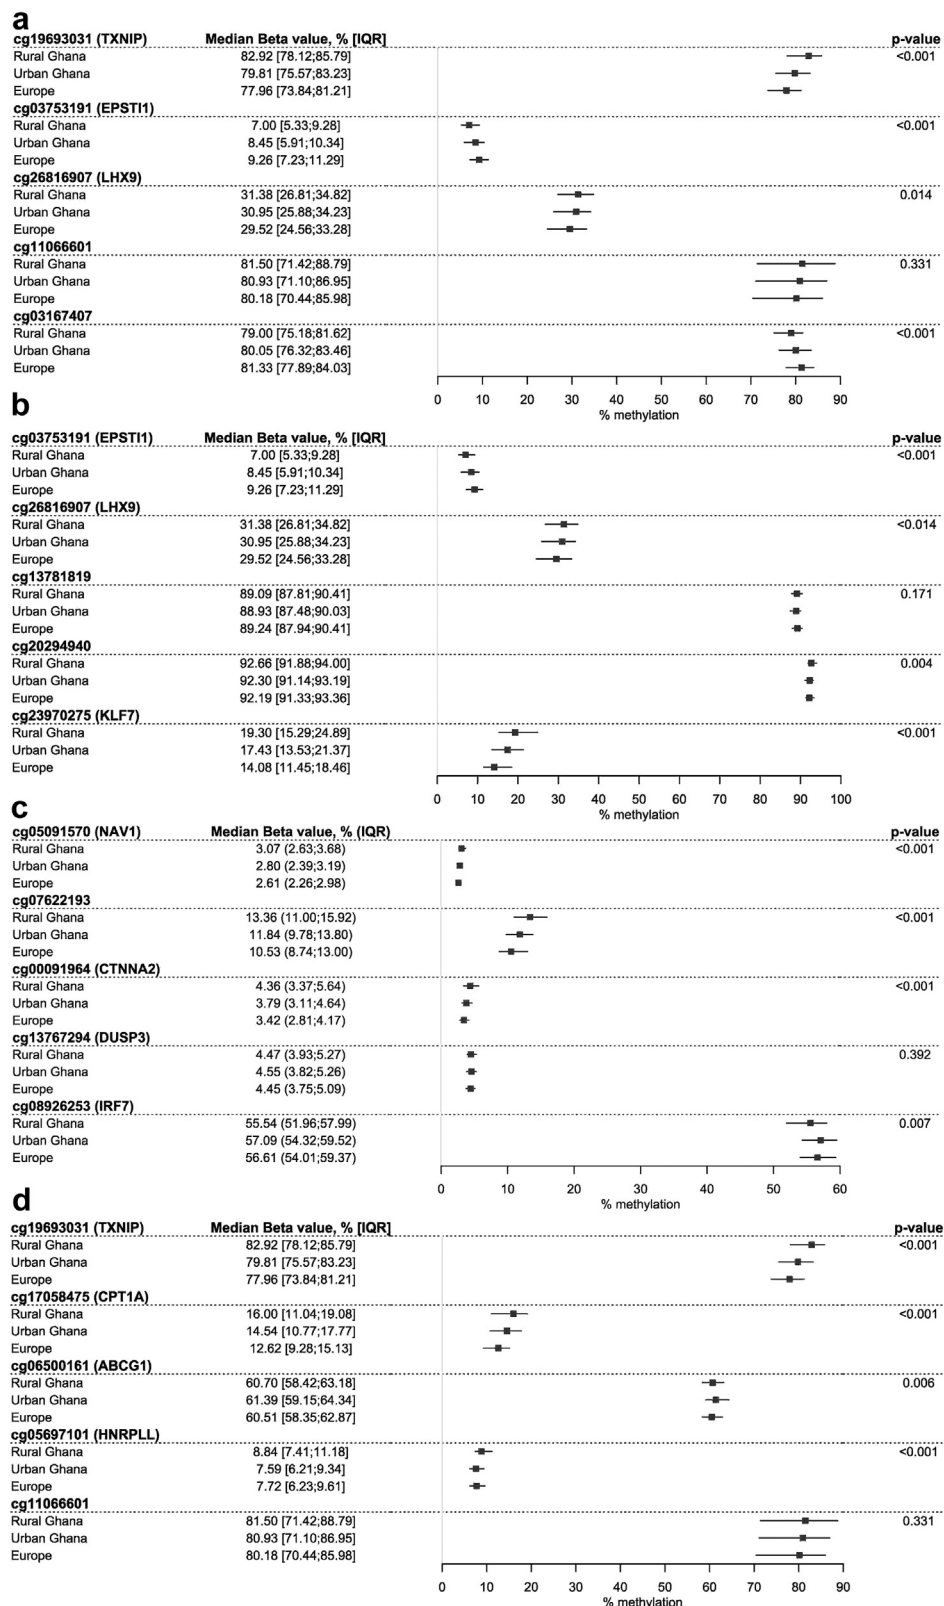 a
cg19693031 (TXNIP) Median Beta value, % [IQR] p-value
Rural Ghana 82.92 [78.12;85.79] <0.001
Urban Ghana 79.81 [75.57;83.23]
Europe 77.96 [73.84;81.21]
cg03753191 (EPSTI1)
Rural Ghana 7.00 [5.33;9.28] <0.001
Urban Ghana 8.45 [5.91;10.34]
Europe 9.26 [7.23;11.29]
cg26816907 (LHX9)
Rural Ghana 31.38 [26.81;34.82] 0.014
Urban Ghana 30.95 [25.88;34.23]
Europe 29.52 [24.56;33.28]
cg11066601
Rural Ghana 81.50 [71.42;88.79] 0.331
Urban Ghana 80.93 [71.10;86.95]
Europe 80.18 [70.44;85.98]
cg03167407
Rural Ghana 79.00 [75.18;81.62] <0.001
Urban Ghana 80.05 [76.32;83.46]
Europe 81.33 [77.89;84.03]
0 10 20 30 40 50 60 70 80 90
% methylation
b
cg03753191 (EPSTI1) Median Beta value, % [IQR] p-value
Rural Ghana 7.00 [5.33;9.28] <0.001
Urban Ghana 8.45 [5.91;10.34]
Europe 9.26 [7.23;11.29]
cg26816907 (LHX9)
Rural Ghana 31.38 [26.81;34.82] <0.014
Urban Ghana 30.95 [25.88;34.23]
Europe 29.52 [24.56;33.28]
cg13781819
Rural Ghana 89.09 [87.81;90.41] 0.171
Urban Ghana 88.93 [87.48;90.03]
Europe 89.24 [87.94;90.41]
cg20294940
Rural Ghana 92.66 [91.88;94.00] 0.004
Urban Ghana 92.30 [91.14;93.19]
Europe 92.19 [91.33;93.36]
cg23970275 (KLF7)
Rural Ghana 19.30 [15.29;24.89] <0.001
Urban Ghana 17.43 [13.53;21.37]
Europe 14.08 [11.45;18.46]
0 10 20 30 40 50 60 70 80 90 100
% methylation
c
cg05091570 (NAV1) Median Beta value, % (IQR) p-value
Rural Ghana 3.07 (2.63;3.68) <0.001
Urban Ghana 2.80 (2.39;3.19)
Europe 2.61 (2.26;2.98)
cg07622193
Rural Ghana 13.36 (11.00;15.92) <0.001
Urban Ghana 11.84 (9.78;13.80)
Europe 10.53 (8.74;13.00)
cg00091964 (CTNNA2)
Rural Ghana 4.36 (3.37;5.64) <0.001
Urban Ghana 3.79 (3.11;4.64)
Europe 3.42 (2.81;4.17)
cg13767294 (DUSP3)
Rural Ghana 4.47 (3.93;5.27) 0.392
Urban Ghana 4.55 (3.82;5.26)
Europe 4.45 (3.75;5.09)
cg08926253 (IRF7)
Rural Ghana 55.54 (51.96;57.99) 0.007
Urban Ghana 57.09 (54.32;59.52)
Europe 56.61 (54.01;59.37)
0 10 20 30 40 50 60
% methylation
d
cg19693031 (TXNIP) Median Beta value, % [IQR] p-value
Rural Ghana 82.92 [78.12;85.79] <0.001
Urban Ghana 79.81 [75.57;83.23]
Europe 77.96 [73.84;81.21]
cg17058475 (CPT1A)
Rural Ghana 16.00 [11.04;19.08] <0.001
Urban Ghana 14.54 [10.77;17.77]
Europe 12.62 [9.28;15.13]
cg06500161 (ABCG1)
Rural Ghana 60.70 [58.42;63.18] 0.006
Urban Ghana 61.39 [59.15;64.34]
Europe 60.51 [58.35;62.87]
cg05697101 (HNRPLL)
Rural Ghana 8.84 [7.41;11.18] <0.001
Urban Ghana 7.59 [6.21;9.34]
Europe 7.72 [6.23;9.61]
cg11066601
Rural Ghana 81.50 [71.42;88.79] 0.331
Urban Ghana 80.93 [71.10;86.95]
Europe 80.18 [70.44;85.98]
0 10 20 30 40 50 60 70 80 90
% methylation